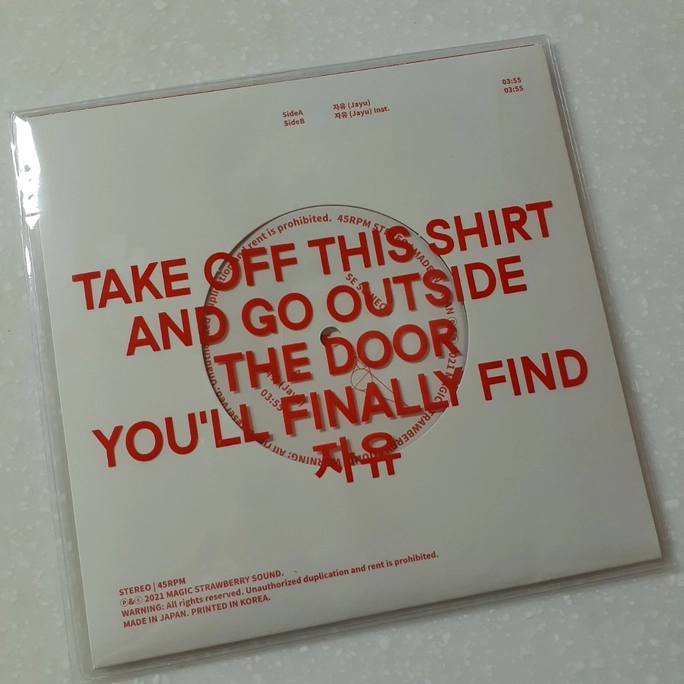 SideA 자유 (Jayu) 03:55
SideB 자유 (Jayu) Inst. 03:55
TAKE OFF THIS SHIRT
AND GO OUTSIDE
THE DOOR
YOU'LL FINALLY FIND
자유
STEREO | 45RPM
Ⓟ&Ⓒ 2021 MAGIC STRAWBERRY SOUND.
WARNING: All rights reserved. Unauthorized duplication and rent is prohibited.
MADE IN JAPAN. PRINTED IN KOREA.